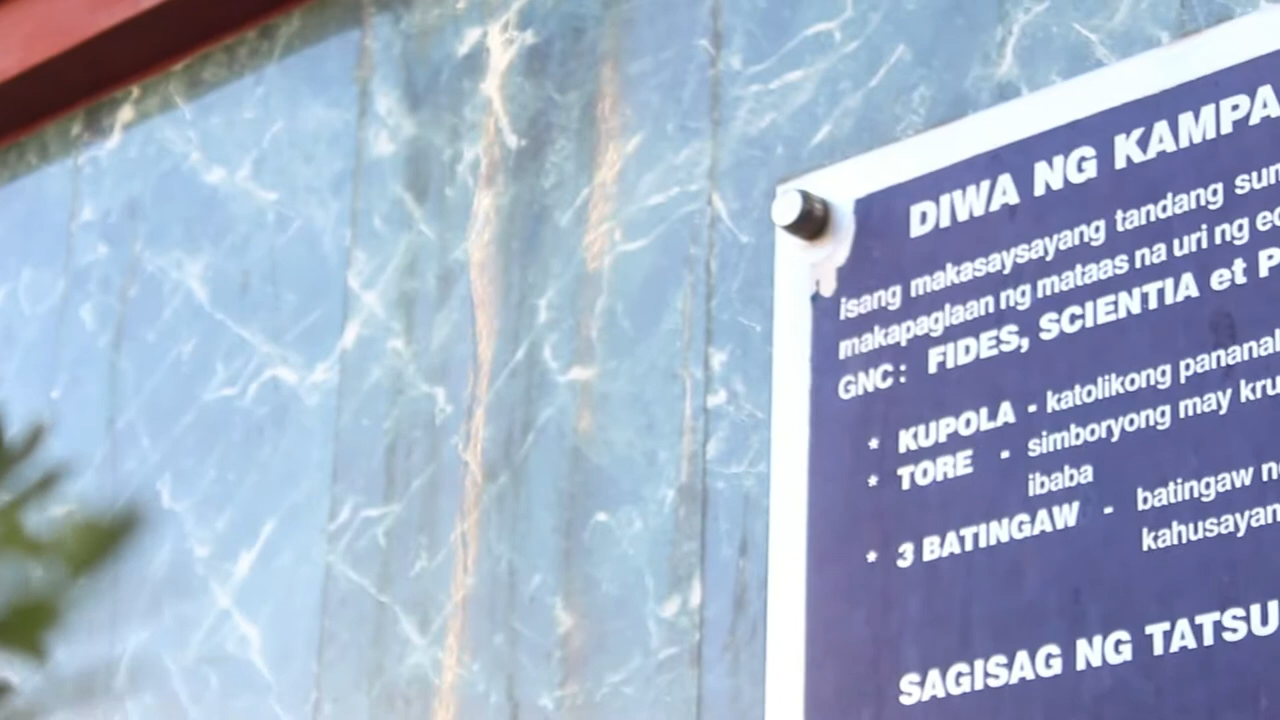 DIWA NG KAMPA
isang makasaysayang tandang sum
makapaglaan ng mataas na uri ng ed
GNC: FIDES, SCIENTIA et P
* KUPOLA - katolikong pananal
* TORE - simboryong may kru
ibaba
* 3 BATINGAW - batingaw n
kahusayan
SAGISAG NG TATSU